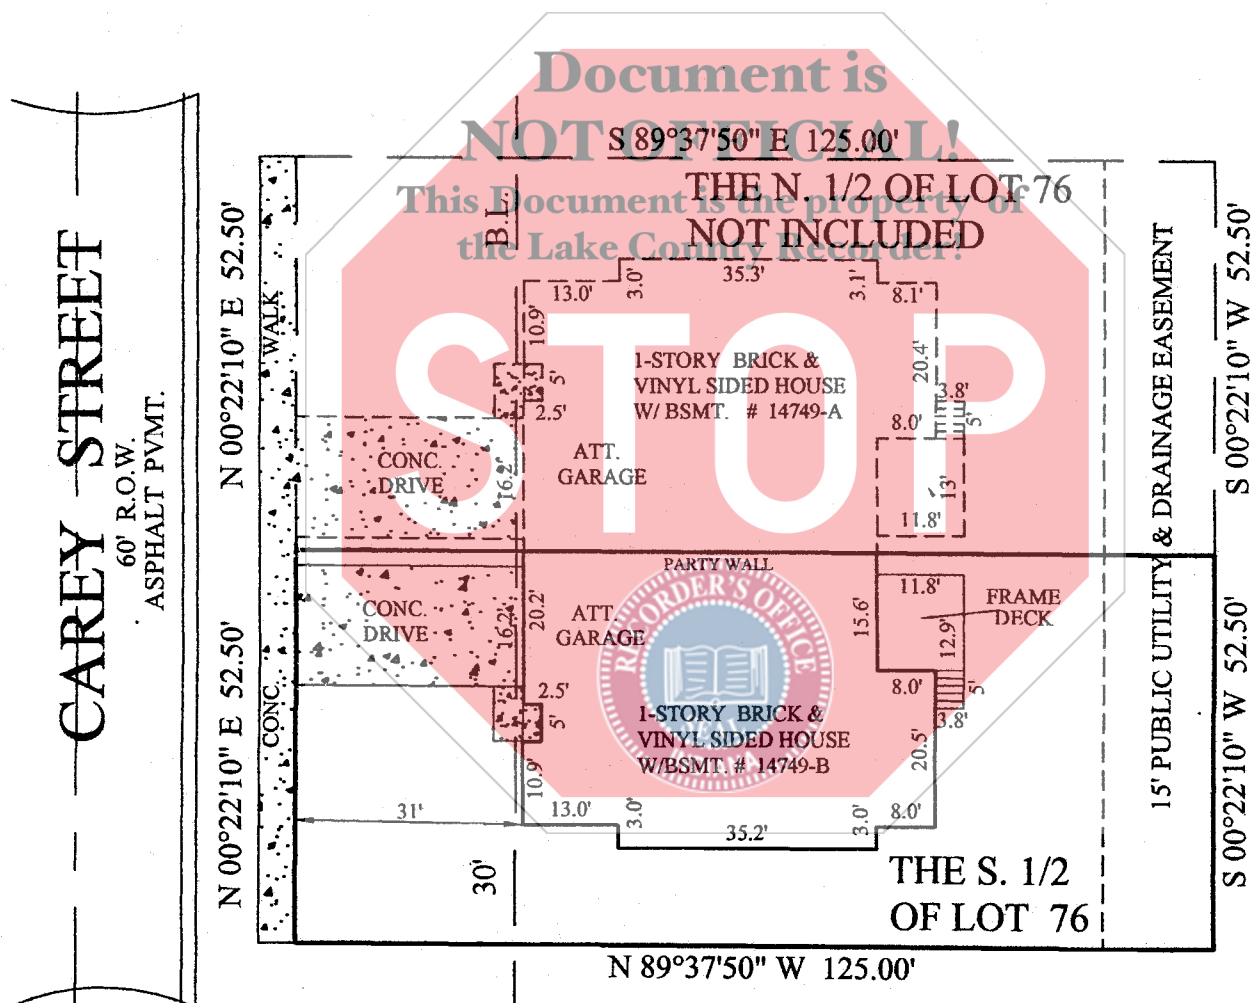 Document is
NOT OFFICIAL!
This Document is the property of
the Lake County Recorder!
STOP
S 89°37'50" E 125.00'
THE N. 1/2 OF LOT 76
NOT INCLUDED
B.L.
CAREY STREET
60' R.O.W.
ASPHALT PVMT.
N 00°22'10" E 52.50'
N 00°22'10" E 52.50'
WALK
CONC.
13.0'
3.0'
35.3'
3.1'
8.1'
10.9'
5'
2.5'
1-STORY BRICK &
VINYL SIDED HOUSE
W/ BSMT. # 14749-A
20.4'
3.8'
5'
8.0'
13'
11.8'
CONC.
DRIVE
16.2'
ATT.
GARAGE
PARTY WALL
CONC.
DRIVE
16.2'
20.2'
ATT.
GARAGE
RECORDER'S OFFICE
SEAL
15.6'
11.8'
12.9'
FRAME
DECK
8.0'
5'
3.8'
20.5'
2.5'
5'
10.9'
1-STORY BRICK &
VINYL SIDED HOUSE
W/BSMT. # 14749-B
31'
13.0'
3.0'
35.2'
3.0'
8.0'
30'
THE S. 1/2
OF LOT 76
N 89°37'50" W 125.00'
15' PUBLIC UTILITY & DRAINAGE EASEMENT
S 00°22'10" W 52.50'
S 00°22'10" W 52.50'